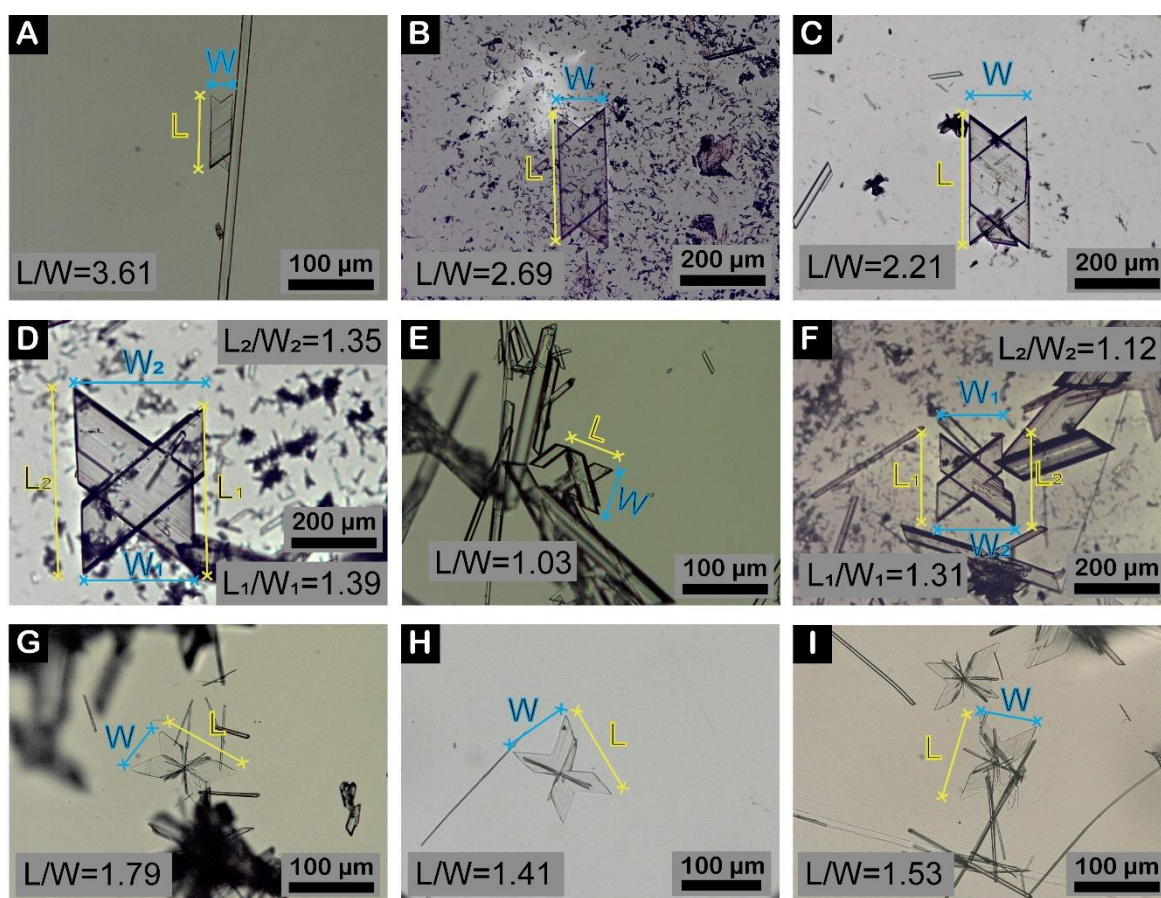 A
W
L
L/W=3.61
100 µm
B
W
L
L/W=2.69
200 µm
C
W
L
L/W=2.21
200 µm
D
L₂/W₂=1.35
W₂
L₂
L₁
200 µm
W₁
L₁/W₁=1.39
E
L
W
L/W=1.03
100 µm
F
L₂/W₂=1.12
W₁
L₁
L₂
W₂
L₁/W₁=1.31
200 µm
G
W
L
L/W=1.79
100 µm
H
W
L
L/W=1.41
100 µm
I
W
L
L/W=1.53
100 µm